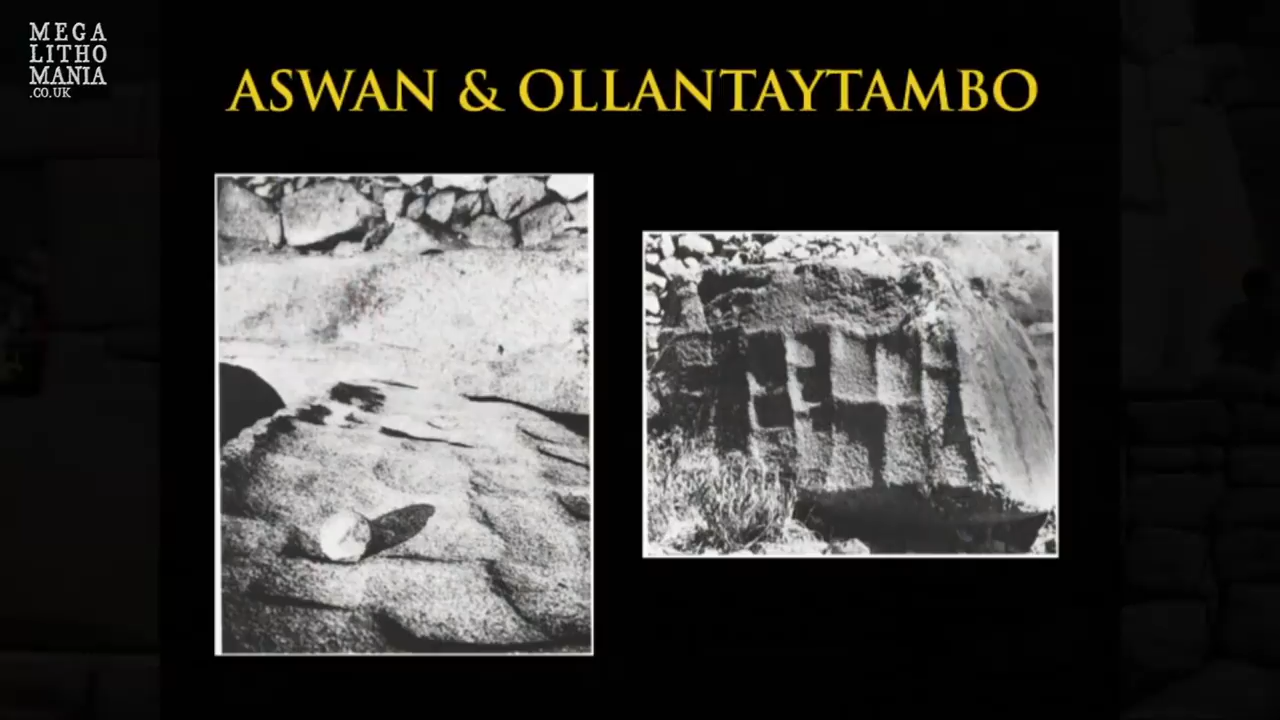 MEGA
LITHO
MANIA
.CO.UK
ASWAN & OLLANTAYTAMBO